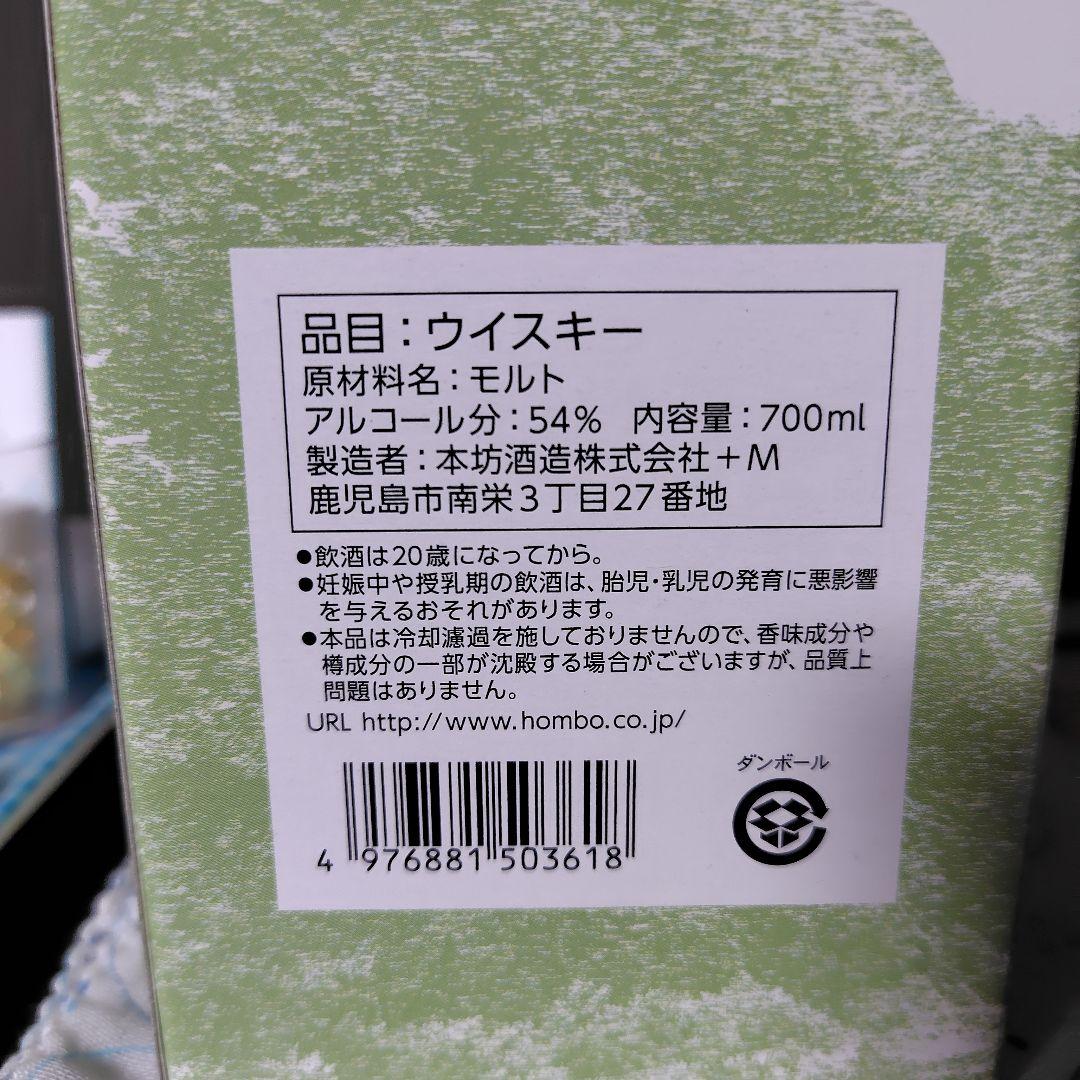 品目：ウイスキー
原材料名：モルト
アルコール分：54% 内容量：700ml
製造者：本坊酒造株式会社＋M
鹿児島市南栄3丁目27番地
●飲酒は20歳になってから。
●妊娠中や授乳期の飲酒は、胎児・乳児の発育に悪影響
を与えるおそれがあります。
●本品は冷却濾過を施しておりませんので、香味成分や
樽成分の一部が沈殿する場合がございますが、品質上
問題はありません。
URL http://www.hombo.co.jp/
ダンボール
4 976881 503618